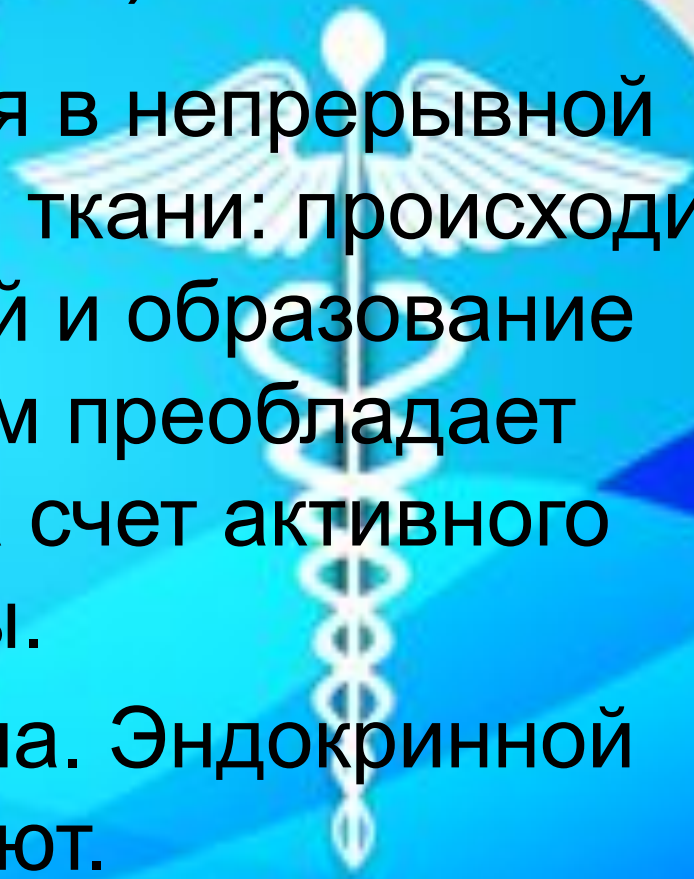 я в непрерывной
ткани: происходи
й и образование
м преобладает
счет активного
ы.
на. Эндокринной
ют.